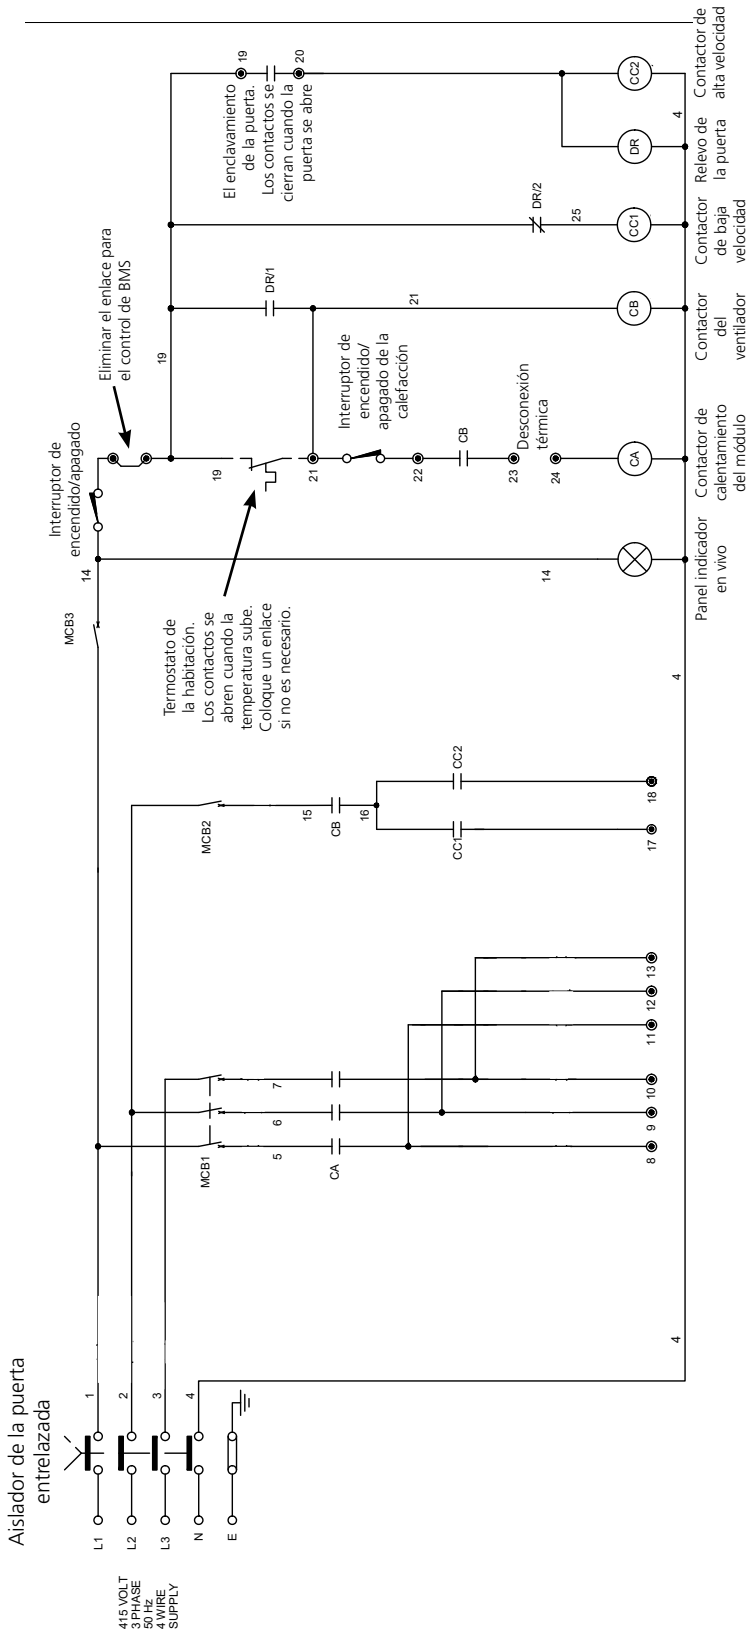 Aislador de la puerta
entrelazada
415 VOLT
3 PHASE
50 Hz
4 WIRE
SUPPLY
L1
L2
L3
N
E
1
2
3
4
MCB1
5
6
7
CA
8
9
10
11
12
13
MCB2
15
CB
16
CC1
CC2
17
18
4
4
MCB3
14
14
Interruptor de
encendido/apagado
Eliminar el enlace para
el control de BMS
Termostato de
la habitación.
Los contactos se
abren cuando la
temperatura sube.
Coloque un enlace
si no es necesario.
19
19
21
Interruptor de
encendido/
apagado de la
calefacción
22
CB
23
Desconexión
térmica
24
CA
DR/1
21
CB
DR/2
25
CC1
DR
El enclavamiento
de la puerta.
Los contactos se
cierran cuando la
puerta se abre
19
20
CC2
4
Panel indicador
en vivo
Contactor de
calentamiento
del módulo
Contactor
del
ventilador
Contactor
de baja
velocidad
Relevo de
la puerta
Contactor de
alta velocidad